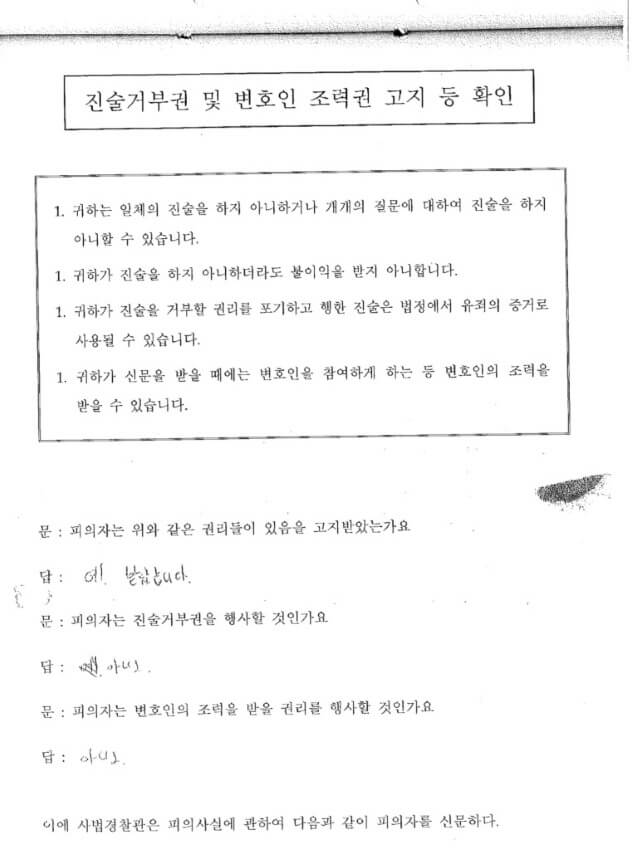 진술거부권 및 변호인 조력권 고지 등 확인
1. 귀하는 일체의 진술을 하지 아니하거나 개개의 질문에 대하여 진술을 하지
아니할 수 있습니다.
1. 귀하가 진술을 하지 아니하더라도 불이익을 받지 아니합니다.
1. 귀하가 진술을 거부할 권리를 포기하고 행한 진술은 법정에서 유죄의 증거로
사용될 수 있습니다.
1. 귀하가 신문을 받을 때에는 변호인을 참여하게 하는 등 변호인의 조력을
받을 수 있습니다.
문 : 피의자는 위와 같은 권리들이 있음을 고지받았는가요
답 : 예.
문 : 피의자는 진술거부권을 행사할 것인가요
답 : 아니오.
문 : 피의자는 변호인의 조력을 받을 권리를 행사할 것인가요
답 : 아니오.
이에 사법경찰관은 피의사실에 관하여 다음과 같이 피의자를 신문하다.